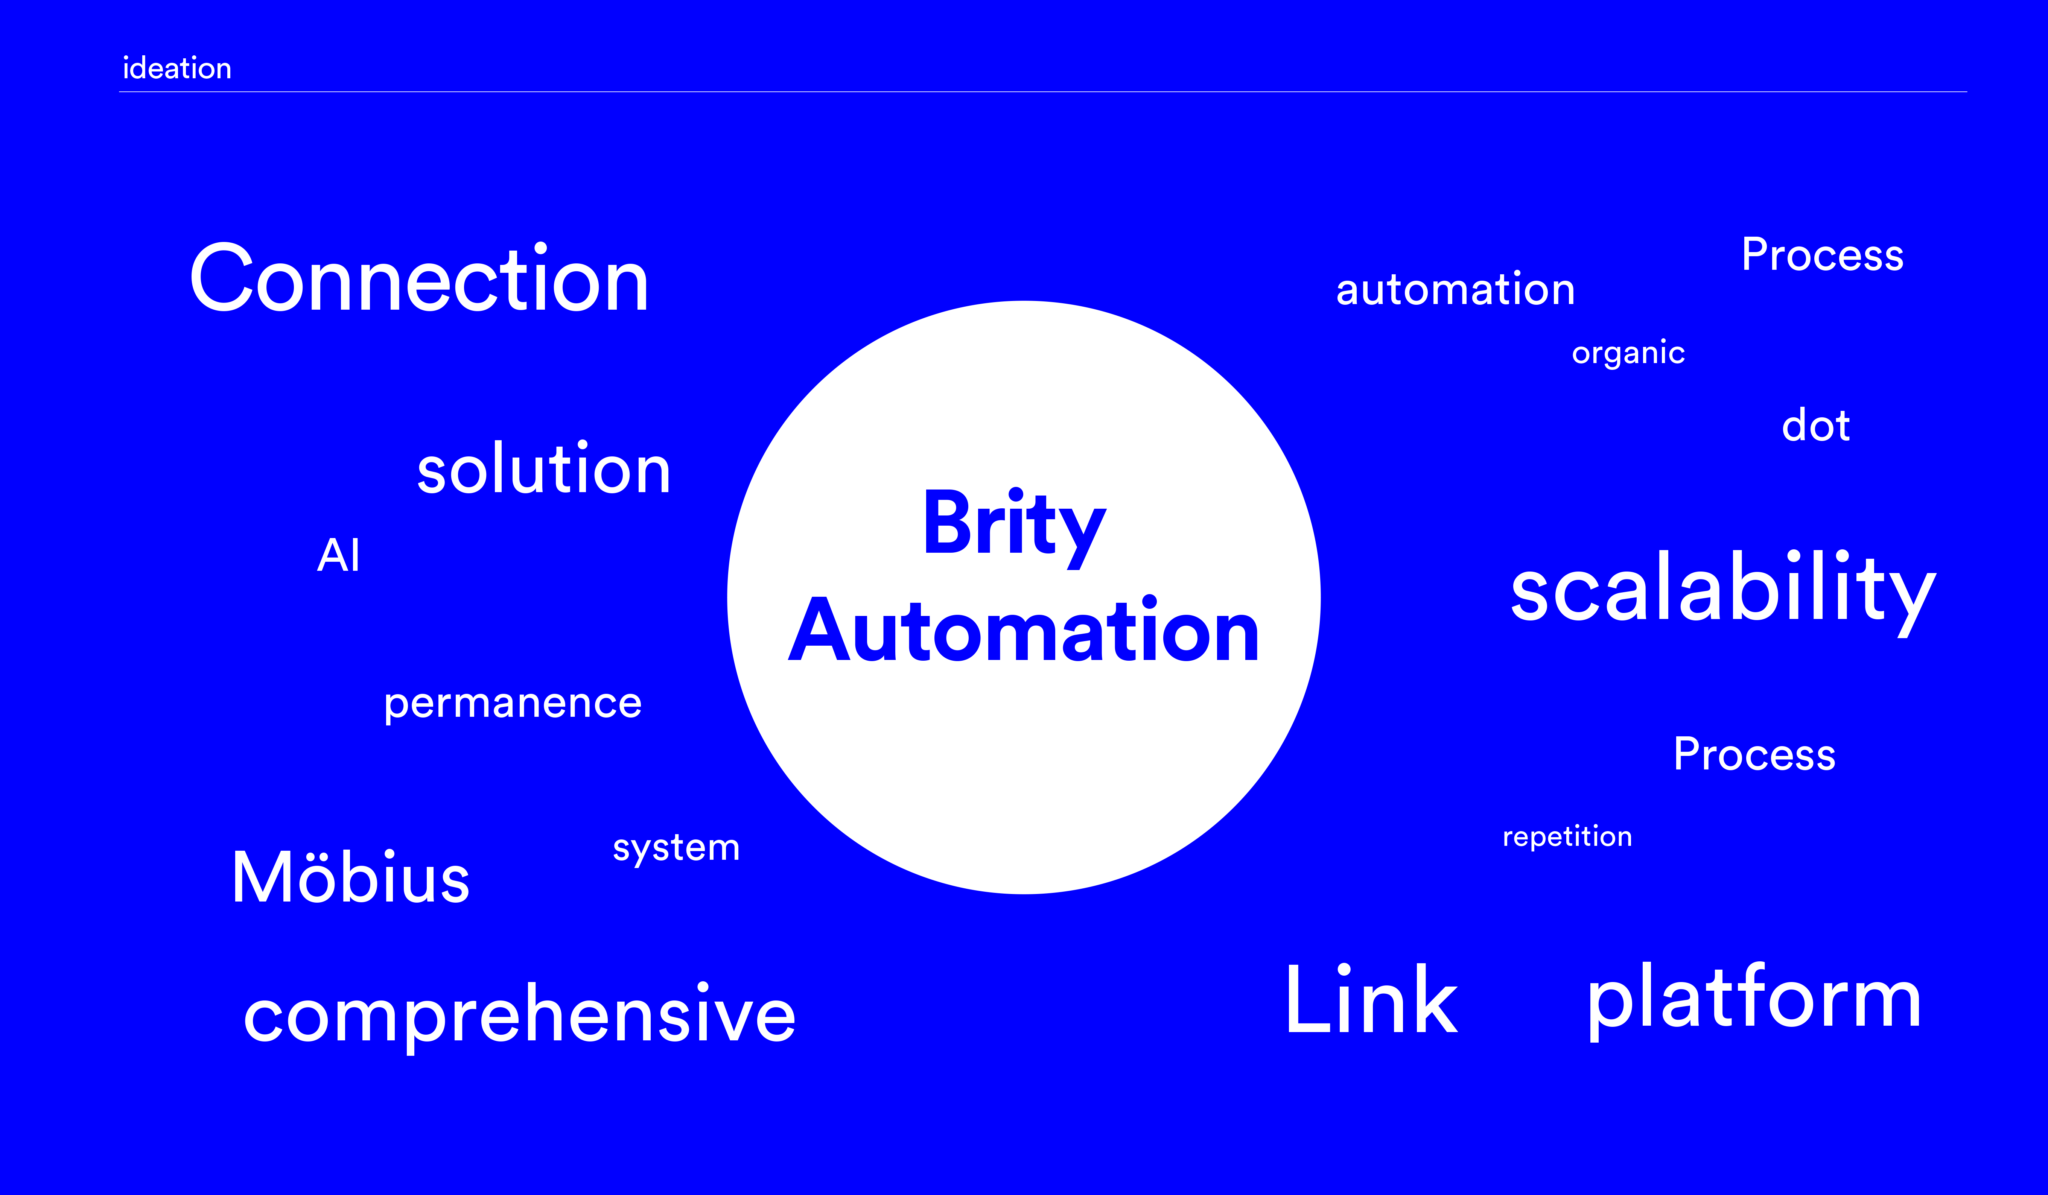 ideation
Connection
solution
AI
permanence
Möbius
system
comprehensive
Brity
Automation
automation
Process
organic
dot
scalability
Process
repetition
Link
platform